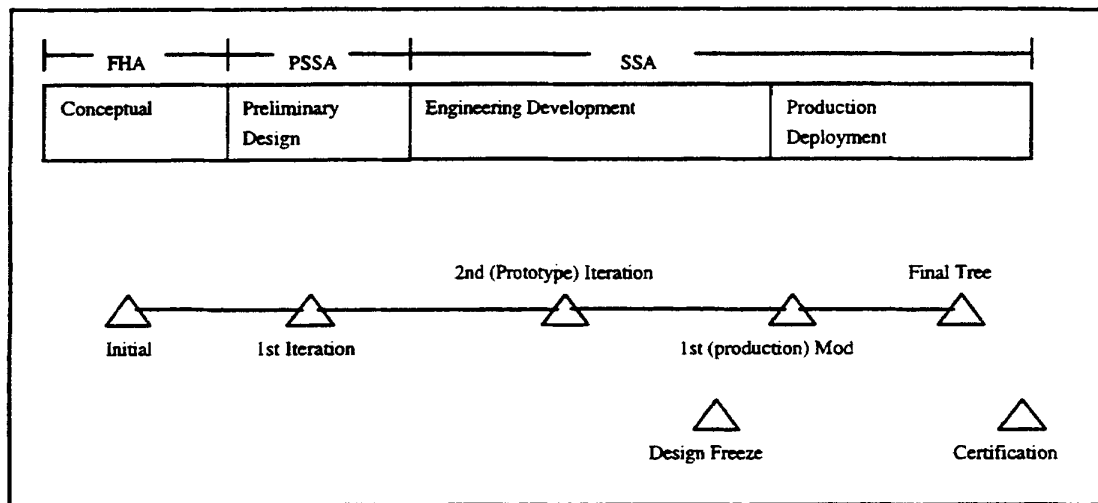 FHA PSSA SSA
Conceptual
Preliminary
Design
Engineering Development
Production
Deployment
2nd (Prototype) Iteration
Final Tree
Initial
1st Iteration
1st (production) Mod
Design Freeze
Certification